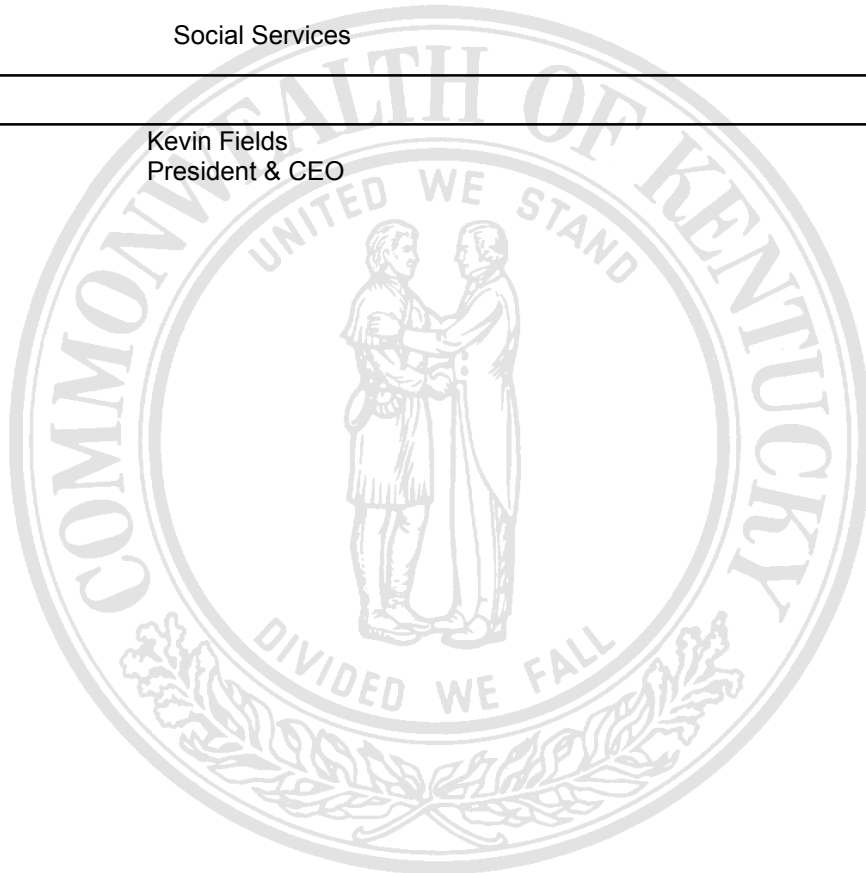 Social Services
Kevin Fields
President & CEO
COMMONWEALTH OF KENTUCKY
UNITED WE STAND
DIVIDED WE FALL